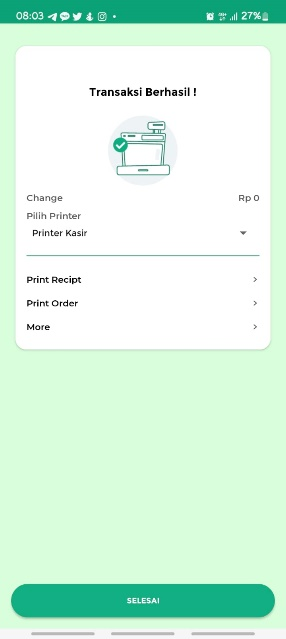 08:03 27%
Transaksi Berhasil !
Change Rp 0
Pilih Printer
Printer Kasir
Print Recipt
Print Order
More
SELESAI